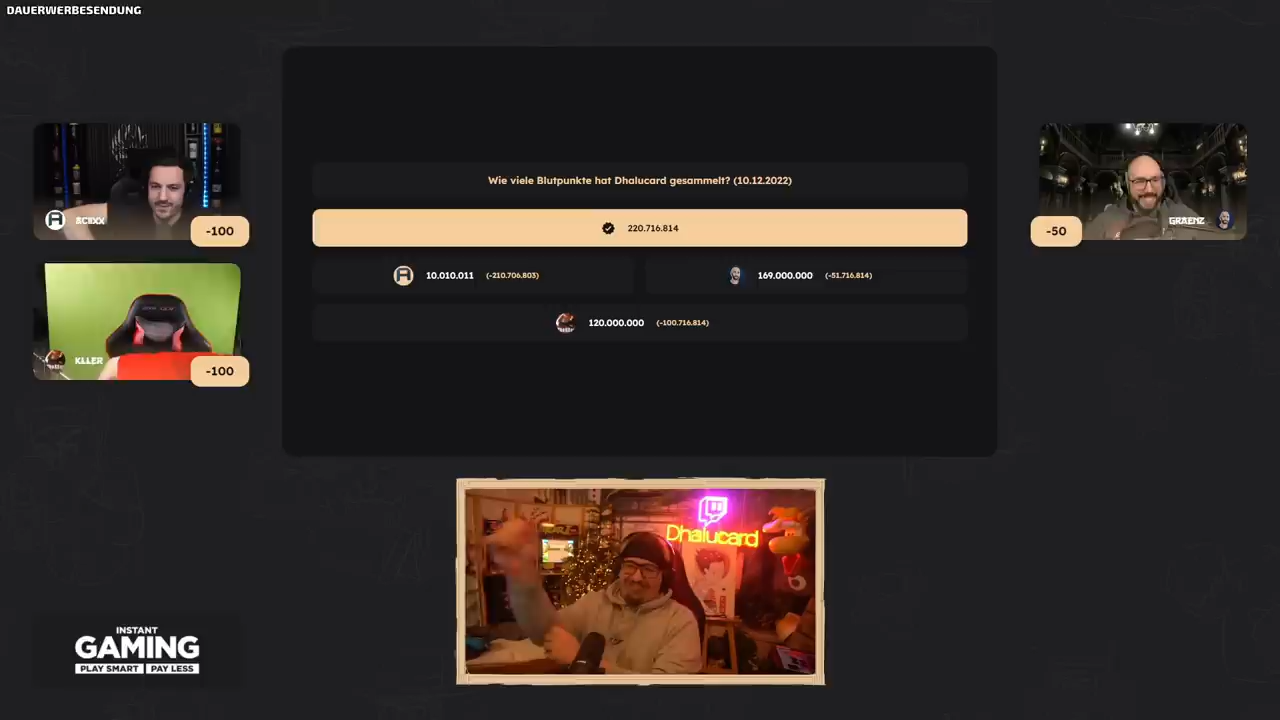 DAUERWERBESENDUNG
Wie viele Blutpunkte hat Dhalucard gesammelt? (10.12.2022)
220.716.814
10.010.011 (-210.706.803)
169.000.000 (-51.716.814)
120.000.000 (-100.716.814)
-100
KLLER
-100
GRAENZ
-50
Dhalucard
INSTANT
GAMING
PLAY SMART PAY LESS